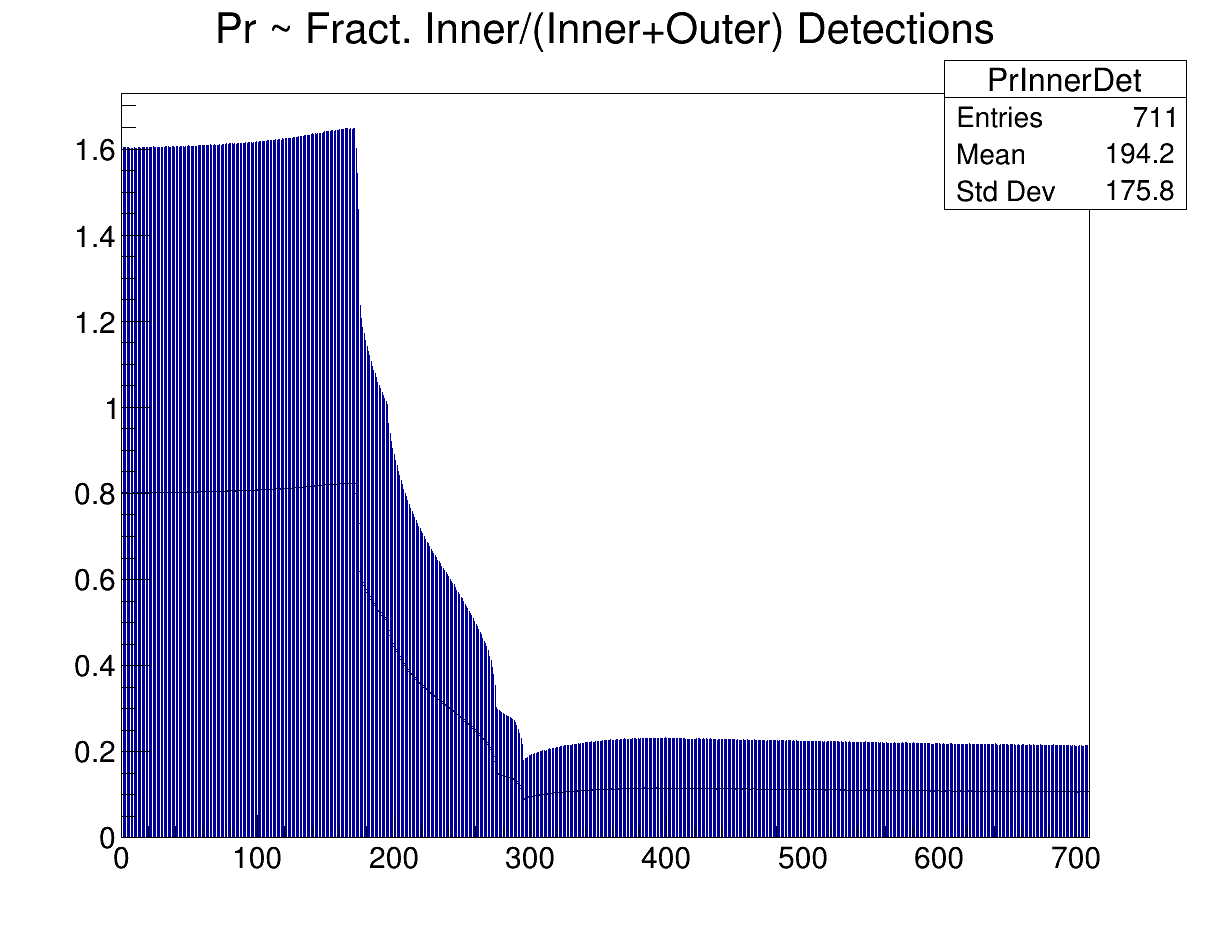 Pr ~ Fract. Inner/(Inner+Outer) Detections
PrInnerDet
Entries 711
Mean 194.2
Std Dev 175.8
1.6
1.4
1.2
1
0.8
0.6
0.4
0.2
0
0 100 200 300 400 500 600 700